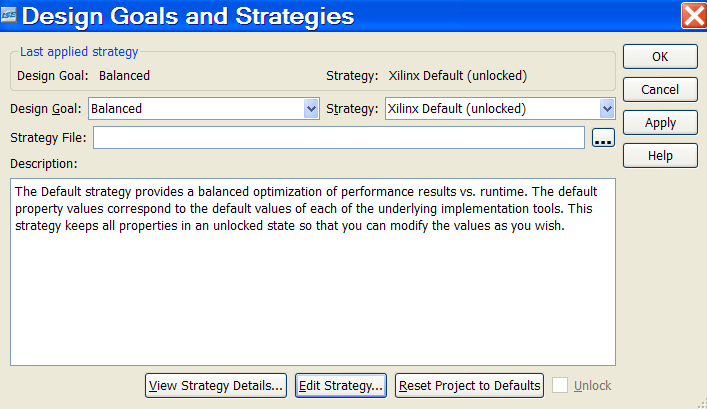 ISE Design Goals and Strategies
Last applied strategy
Design Goal: Balanced Strategy: Xilinx Default (unlocked)
OK
Cancel
Design Goal: Balanced Strategy: Xilinx Default (unlocked)
Apply
Strategy File: ...
Help
Description:
The Default strategy provides a balanced optimization of performance results vs. runtime. The default
property values correspond to the default values of each of the underlying implementation tools. This
strategy keeps all properties in an unlocked state so that you can modify the values as you wish.
View Strategy Details... Edit Strategy... Reset Project to Defaults Unlock